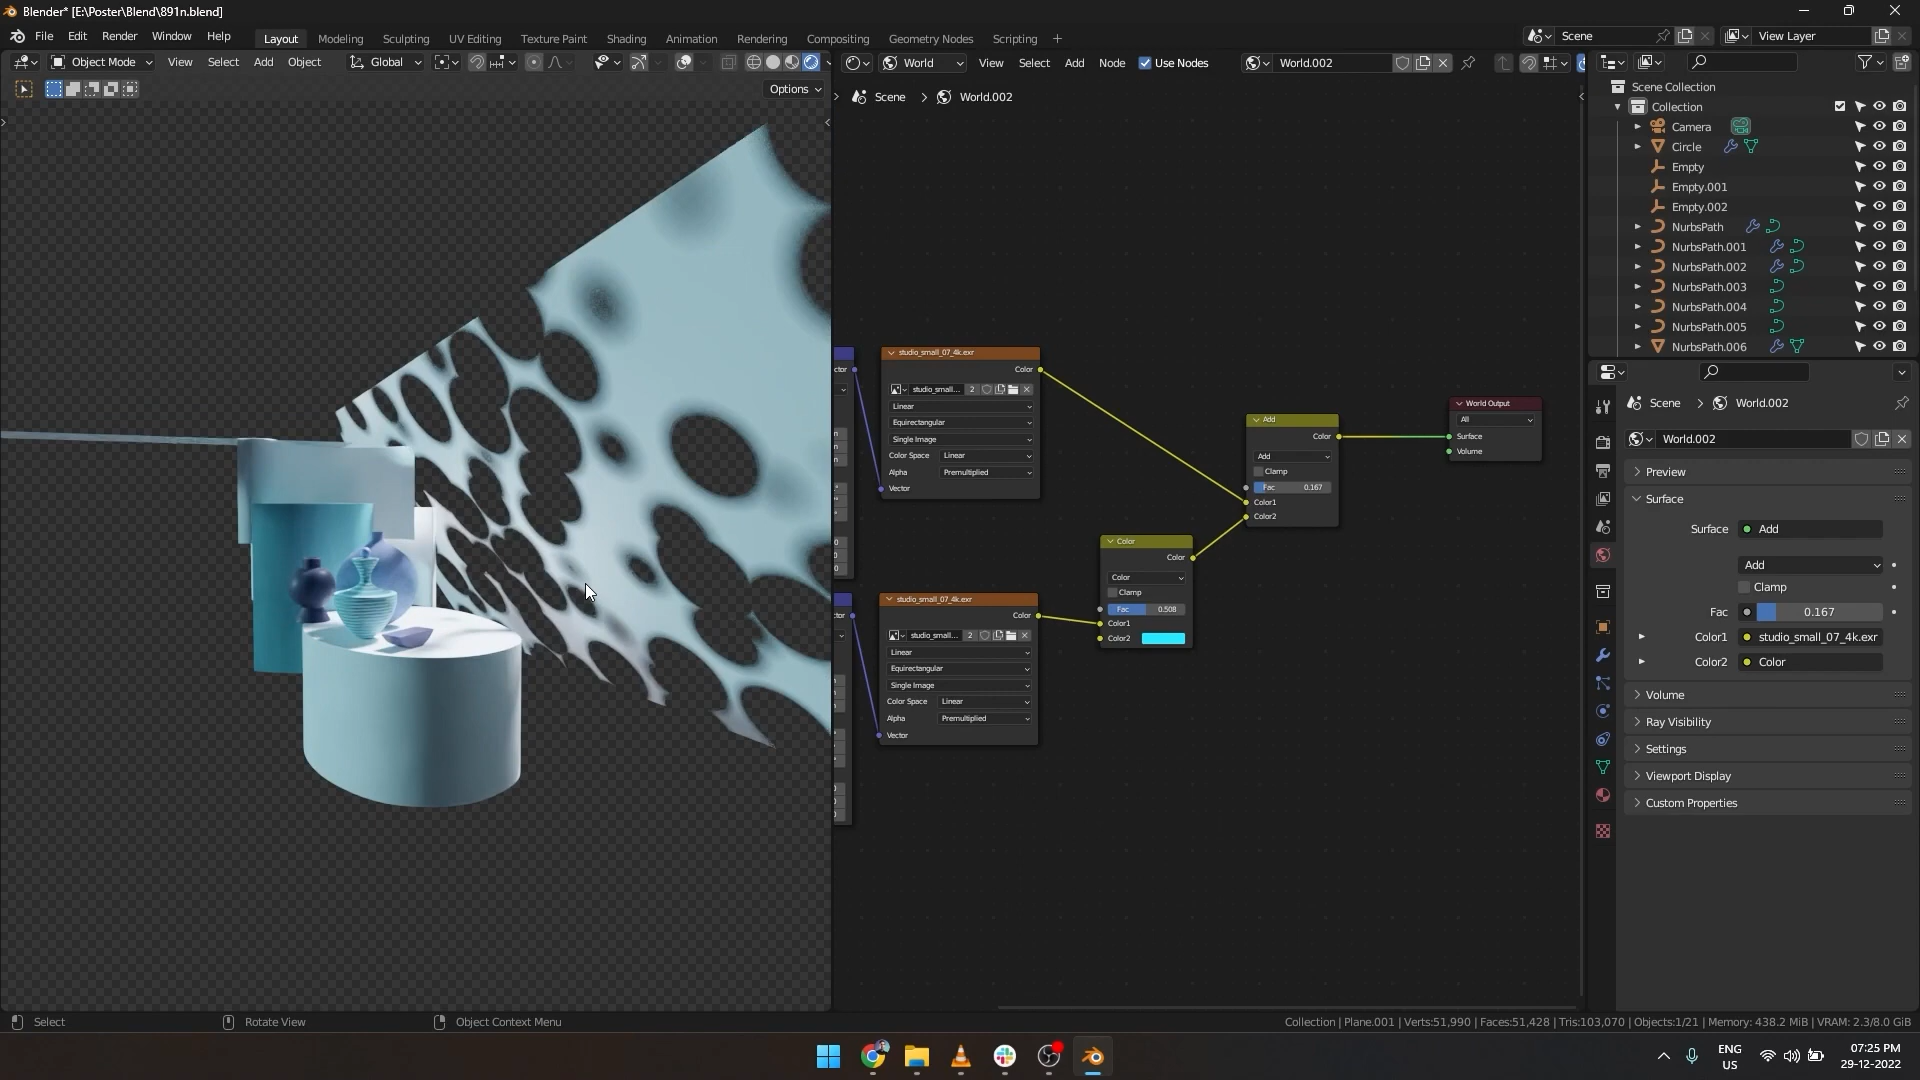 Blender* [E:\Poster\Blend\891n.blend]
File Edit Render Window Help
Layout Modeling Sculpting UV Editing Texture Paint Shading Animation Rendering Compositing Geometry Nodes Scripting +
Scene
View Layer
Object Mode View Select Add Object Global
World View Select Add Node Use Nodes World.002
Options
Scene > World.002
Scene Collection
Collection
Camera
Circle
Empty
Empty.001
Empty.002
NurbsPath
NurbsPath.001
NurbsPath.002
NurbsPath.003
NurbsPath.004
NurbsPath.005
NurbsPath.006
studio_small_07_4k.exr
Color
studio_small... 2
Linear
Equirectangular
Single Image
Color Space Linear
Alpha Premultiplied
Vector
studio_small_07_4k.exr
Color
studio_small... 2
Linear
Equirectangular
Single Image
Color Space Linear
Alpha Premultiplied
Vector
Color
Color
Color
Clamp
Fac 0.508
Color1
Color2
Add
Color
Add
Clamp
Fac 0.167
Color1
Color2
World Output
All
Surface
Volume
Scene > World.002
World.002
Preview
Surface
Surface Add
Add
Clamp
Fac 0.167
Color1 studio_small_07_4k.exr
Color2 Color
Volume
Ray Visibility
Settings
Viewport Display
Custom Properties
Select Rotate View Object Context Menu
Collection | Plane.001 | Verts:51,990 | Faces:51,428 | Tris:103,070 | Objects:1/21 | Memory: 438.2 MiB | VRAM: 2.3/8.0 GiB
ENG
US
07:25 PM
29-12-2022